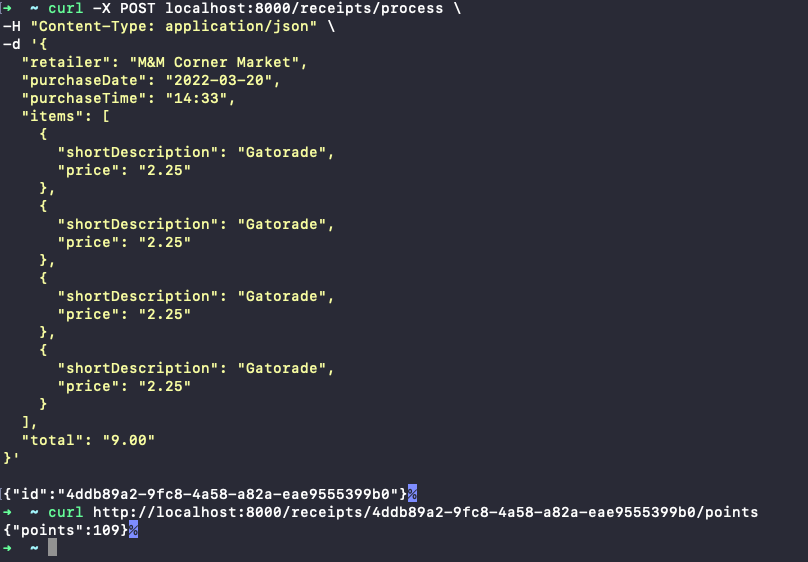 ➜  ~ curl -X POST localhost:8000/receipts/process \
-H "Content-Type: application/json" \
-d '{
  "retailer": "M&M Corner Market",
  "purchaseDate": "2022-03-20",
  "purchaseTime": "14:33",
  "items": [
    {
      "shortDescription": "Gatorade",
      "price": "2.25"
    },
    {
      "shortDescription": "Gatorade",
      "price": "2.25"
    },
    {
      "shortDescription": "Gatorade",
      "price": "2.25"
    },
    {
      "shortDescription": "Gatorade",
      "price": "2.25"
    }
  ],
  "total": "9.00"
}'
{"id":"4ddb89a2-9fc8-4a58-a82a-eae9555399b0"}%
➜  ~ curl http://localhost:8000/receipts/4ddb89a2-9fc8-4a58-a82a-eae9555399b0/points
{"points":109}%
➜  ~